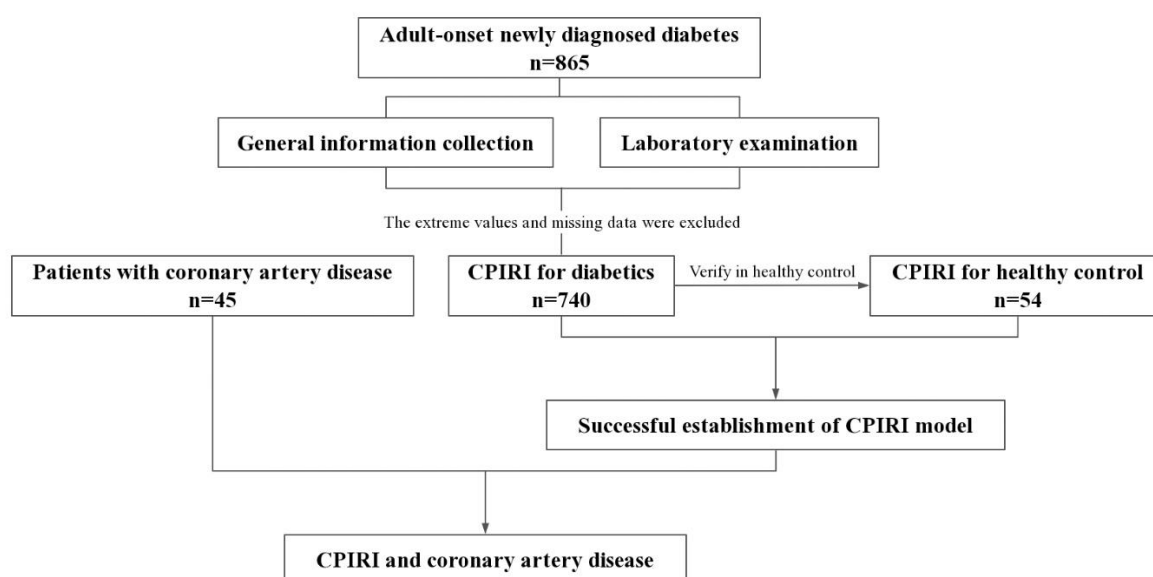 Adult-onset newly diagnosed diabetes
n=865
General information collection
Laboratory examination
The extreme values and missing data were excluded
Patients with coronary artery disease
n=45
CPIRI for diabetics
n=740
Verify in healthy control
CPIRI for healthy control
n=54
Successful establishment of CPIRI model
CPIRI and coronary artery disease